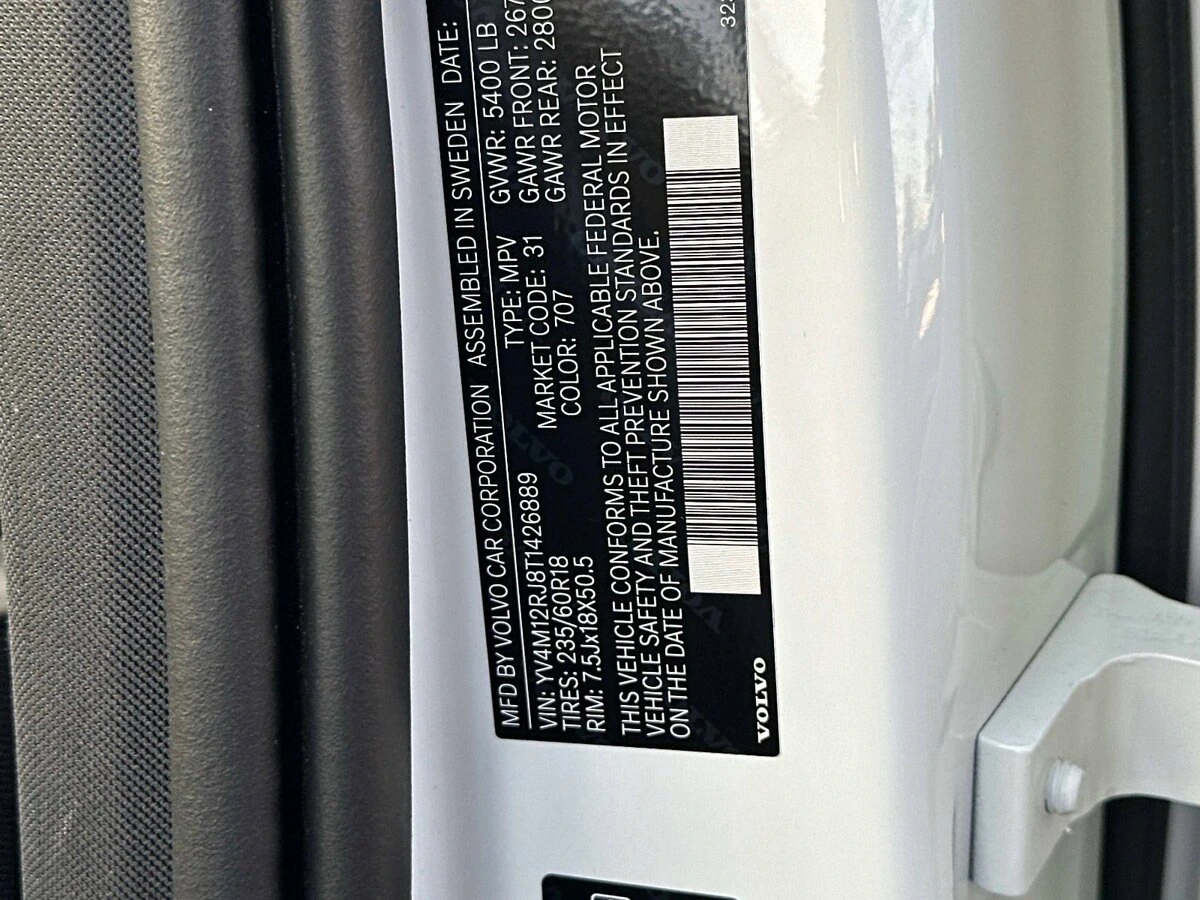 MFD BY VOLVO CAR CORPORATION ASSEMBLED IN SWEDEN DATE:
VIN: YV4M12RJ8T1426889 TYPE: MPV GVWR: 5400 LB
TIRES: 235/60R18 MARKET CODE: 31 GAWR FRONT: 267
RIM: 7.5Jx18X50.5 COLOR: 707 GAWR REAR: 280
THIS VEHICLE CONFORMS TO ALL APPLICABLE FEDERAL MOTOR
VEHICLE SAFETY AND THEFT PREVENTION STANDARDS IN EFFECT
ON THE DATE OF MANUFACTURE SHOWN ABOVE.
VOLVO